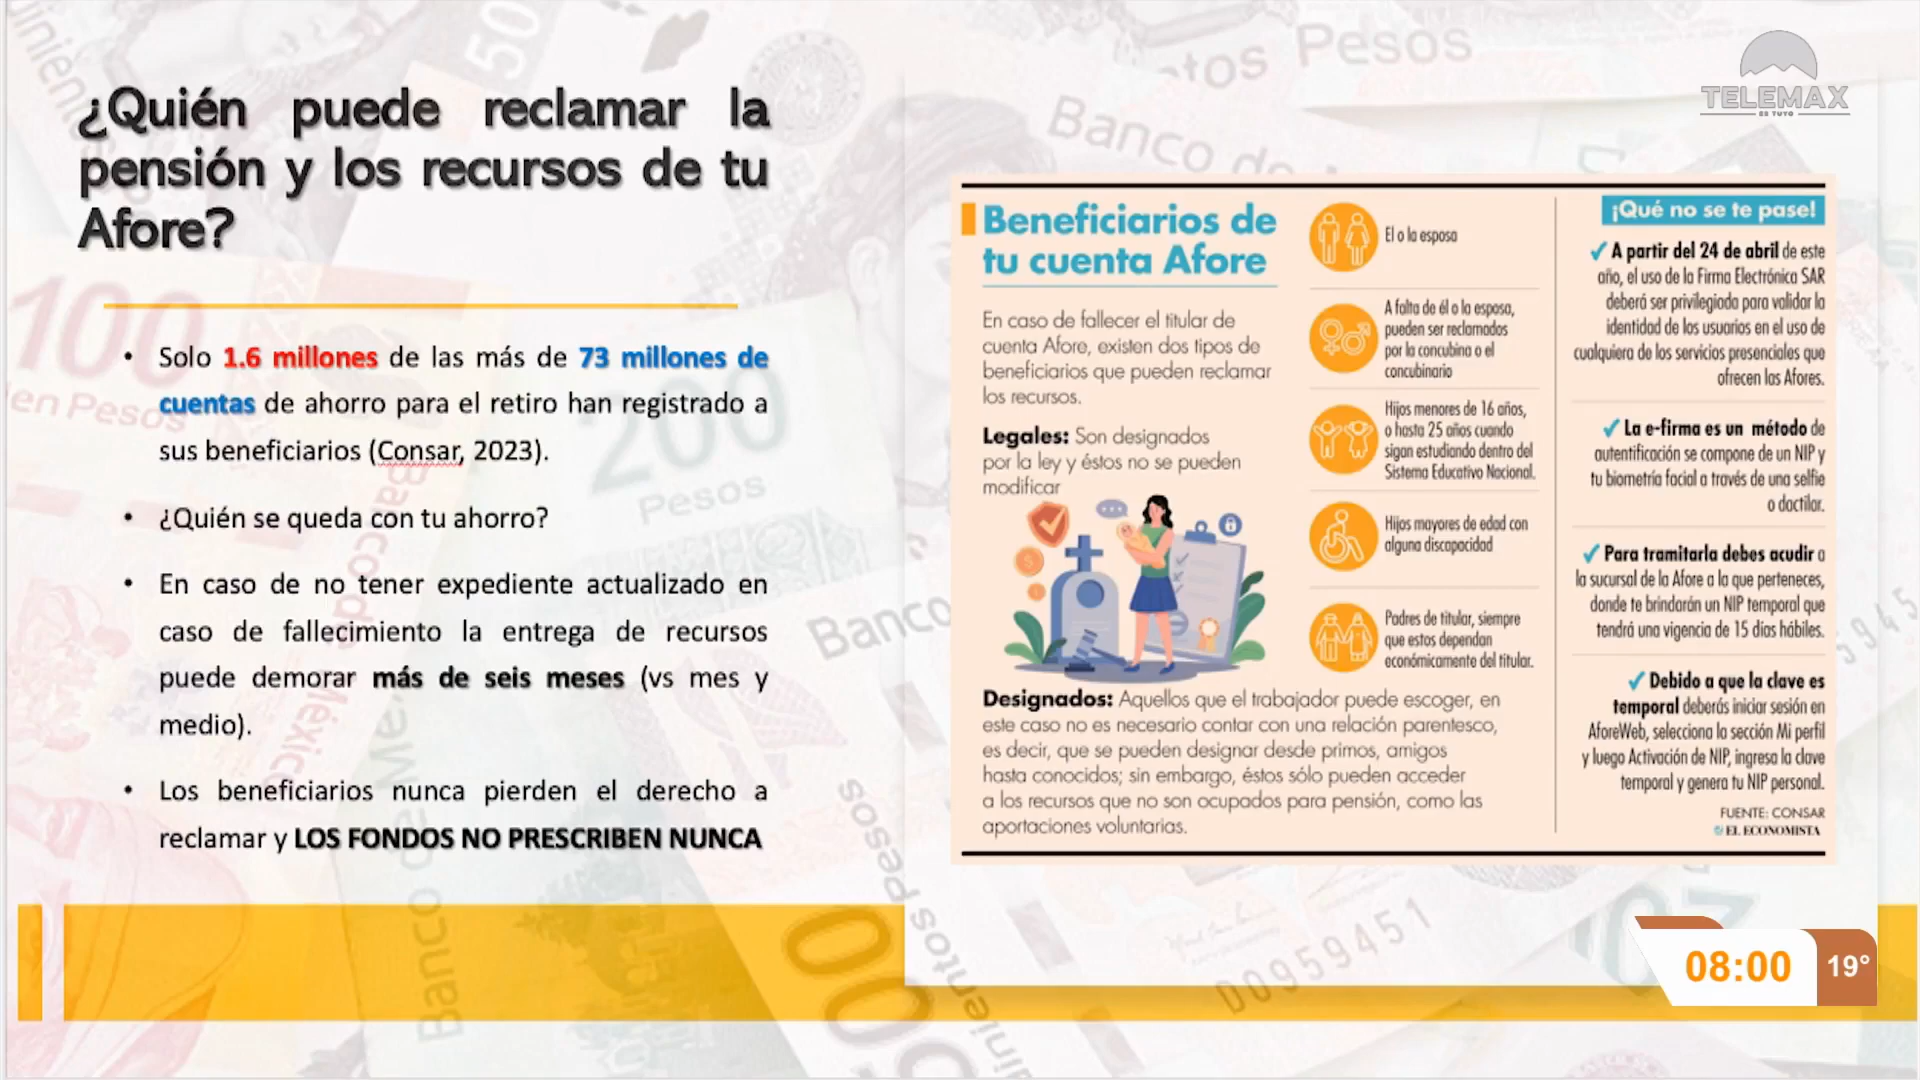 ¿Quién puede reclamar la
pensión y los recursos de tu
Afore?
• Solo 1.6 millones de las más de 73 millones de
cuentas de ahorro para el retiro han registrado a
sus beneficiarios (Consar, 2023).
• ¿Quién se queda con tu ahorro?
• En caso de no tener expediente actualizado en
caso de fallecimiento la entrega de recursos
puede demorar más de seis meses (vs mes y
medio).
• Los beneficiarios nunca pierden el derecho a
reclamar y LOS FONDOS NO PRESCRIBEN NUNCA
Beneficiarios de
tu cuenta Afore
En caso de fallecer el titular de
cuenta Afore, existen dos tipos de
beneficiarios que pueden reclamar
los recursos.
Legales: Son designados
por la ley y éstos no se pueden
modificar
El o la esposa
A falta de él o la esposa,
pueden ser reclamados
por la concubina o el
concubinario
Hijos menores de 16 años,
o hasta 25 años cuando
sigan estudiando dentro del
Sistema Educativo Nacional.
Hijos mayores de edad con
alguna discapacidad
Padres de titular, siempre
que estos dependan
económicamente del titular.
Designados: Aquellos que el trabajador puede escoger, en
este caso no es necesario contar con una relación parentesco,
es decir, que se pueden designar desde primos, amigos
hasta conocidos; sin embargo, éstos sólo pueden acceder
a los recursos que no son ocupados para pensión, como las
aportaciones voluntarias.
¡Qué no se te pase!
A partir del 24 de abril de este
año, el uso de la Firma Electrónica SAR
deberá ser privilegiada para validar la
identidad de los usuarios en el uso de
cualquiera de los servicios presenciales que
ofrecen las Afores.
La e-firma es un método de
autentificación se compone de un NIP y
tu biometría facial a través de una selfie
o dactilar.
Para tramitarla debes acudir a
la sucursal de la Afore a la que perteneces,
donde te brindarán un NIP temporal que
tendrá una vigencia de 15 días hábiles.
Debido a que la clave es
temporal deberás iniciar sesión en
AforeWeb, selecciona la sección Mi perfil
y luego Activación de NIP, ingresa la clave
temporal y genera tu NIP personal.
FUENTE: CONSAR
EL ECONOMISTA
TELEMAX
ES TUYO
08:00
19°
100
200
Pesos
Banco de México
D0959451